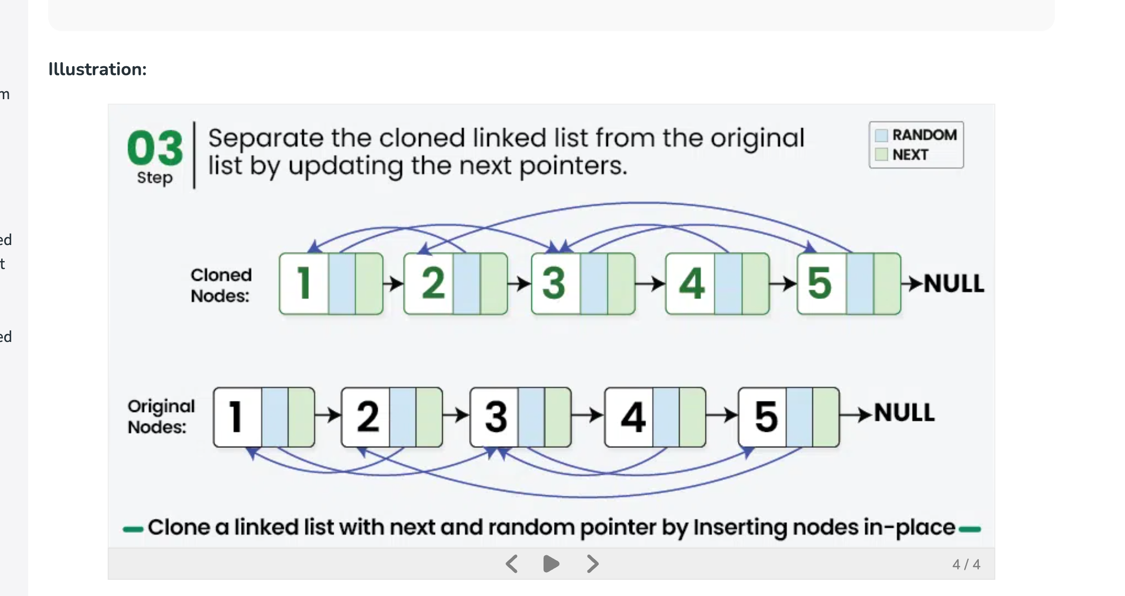 m
ed
t
ed
Illustration:
03
Step
Separate the cloned linked list from the original
list by updating the next pointers.
RANDOM
NEXT
Cloned
Nodes:
1 2 3 4 5 NULL
Original
Nodes:
1 2 3 4 5 NULL
Clone a linked list with next and random pointer by Inserting nodes in-place
4 / 4